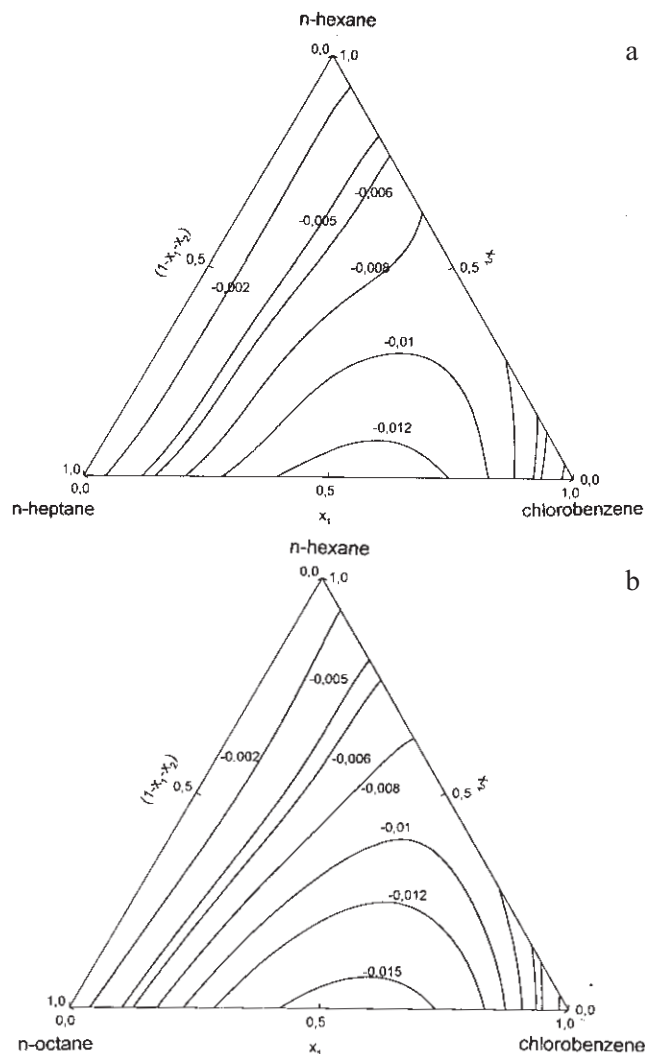 n-hexane
a
0,0 1,0
-0,006
-0,005
(1-x1-x2)
0,5
-0,008
0,5
x2
-0,002
-0,01
-0,012
1,0
0,0
0,0
0,5
1,0
n-heptane
x1
chlorobenzene
n-hexane
b
0,0 1,0
-0,005
-0,002
-0,006
(1-x1-x2)
0,5
-0,008
0,5
x2
-0,01
-0,012
-0,015
1,0
0,0
0,0
0,5
1,0
n-octane
x1
chlorobenzene